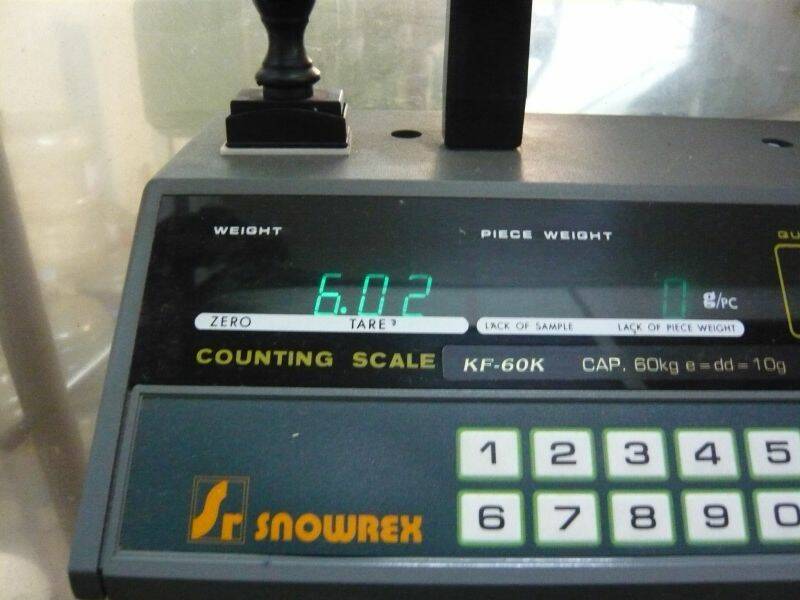 WEIGHT
PIECE WEIGHT
6.02
0 g/PC
ZERO TARE
LACK OF SAMPLE LACK OF PIECE WEIGHT
COUNTING SCALE KF-60K CAP. 60kg e=dd=10g
1 2 3 4 5
6 7 8 9 0
Sr SNOWREX